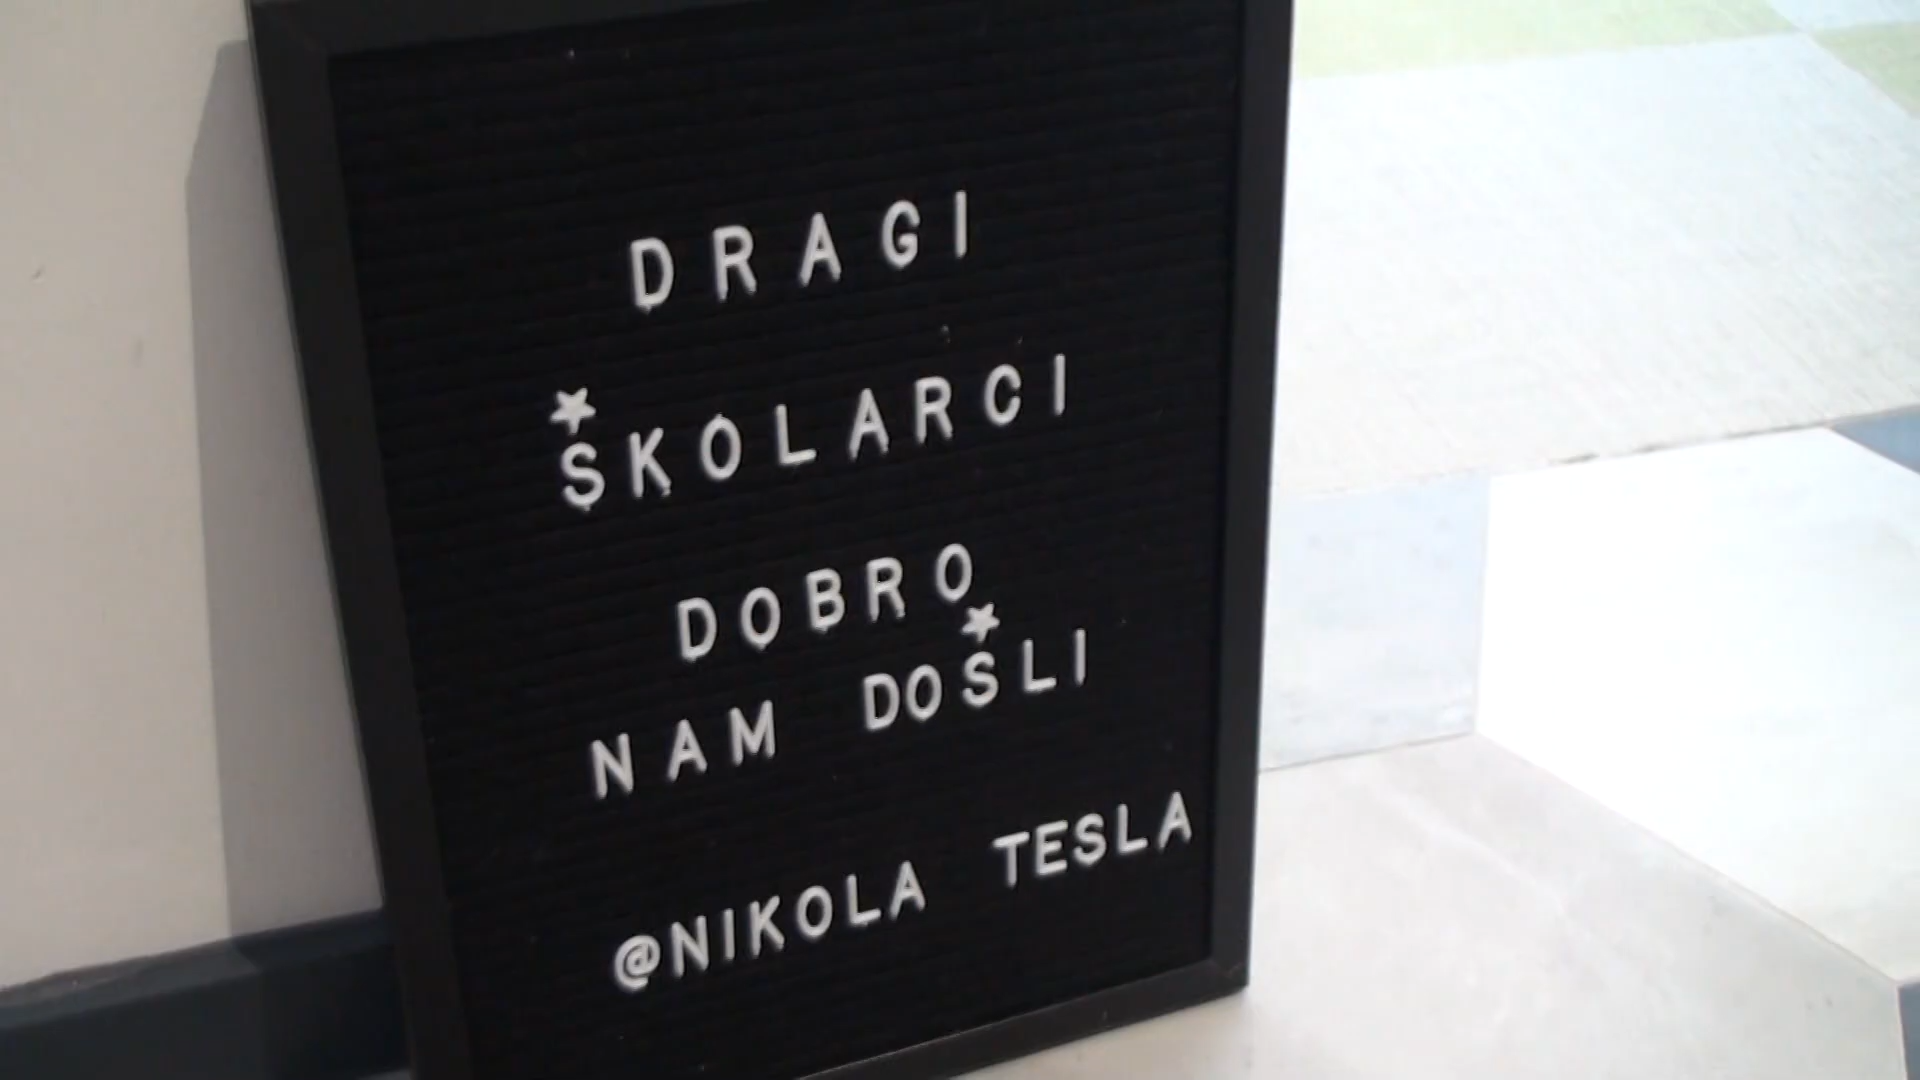 DRAGI
ŠKOLARCI
DOBRO
NAM DOŠLI
@NIKOLA TESLA